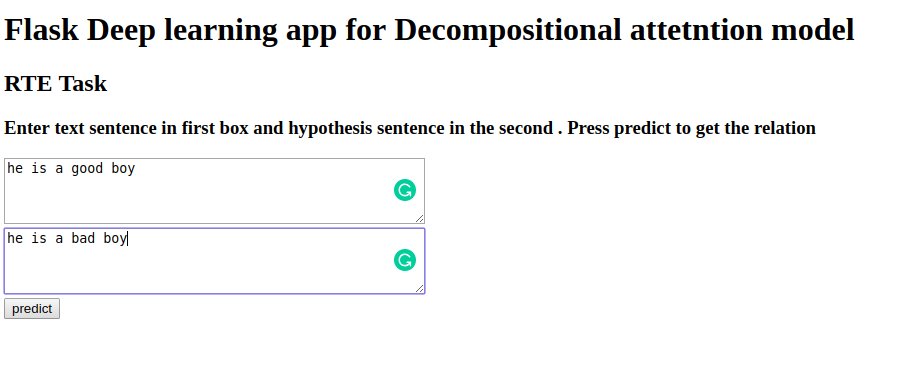 Flask Deep learning app for Decompositional attetntion model
RTE Task
Enter text sentence in first box and hypothesis sentence in the second . Press predict to get the relation
he is a good boy
he is a bad boy
predict